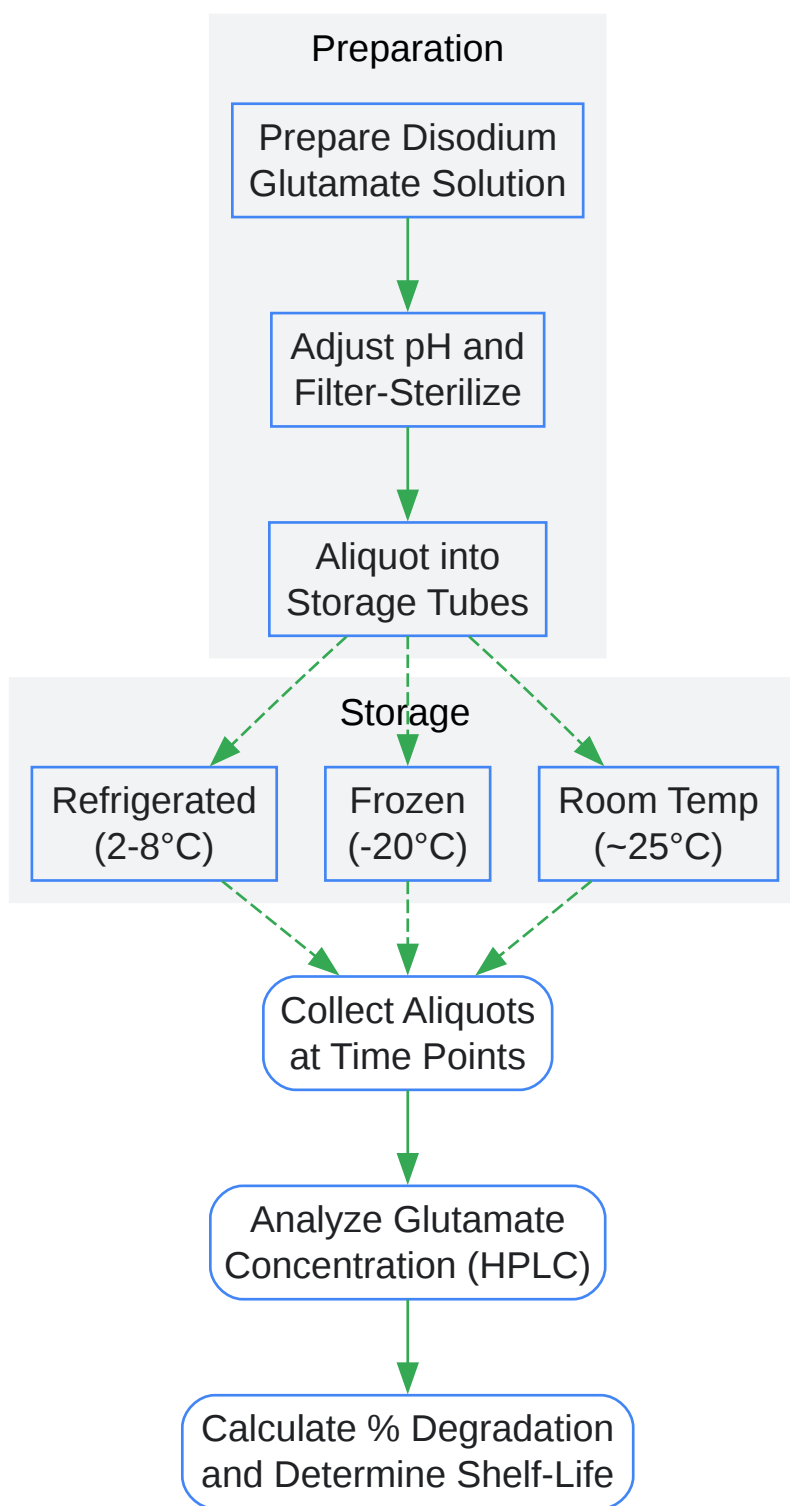 Preparation
Prepare Disodium
Glutamate Solution
Adjust pH and
Filter-Sterilize
Aliquot into
Storage Tubes
Storage
Refrigerated
(2-8°C)
Frozen
(-20°C)
Room Temp
(~25°C)
Collect Aliquots
at Time Points
Analyze Glutamate
Concentration (HPLC)
Calculate % Degradation
and Determine Shelf-Life